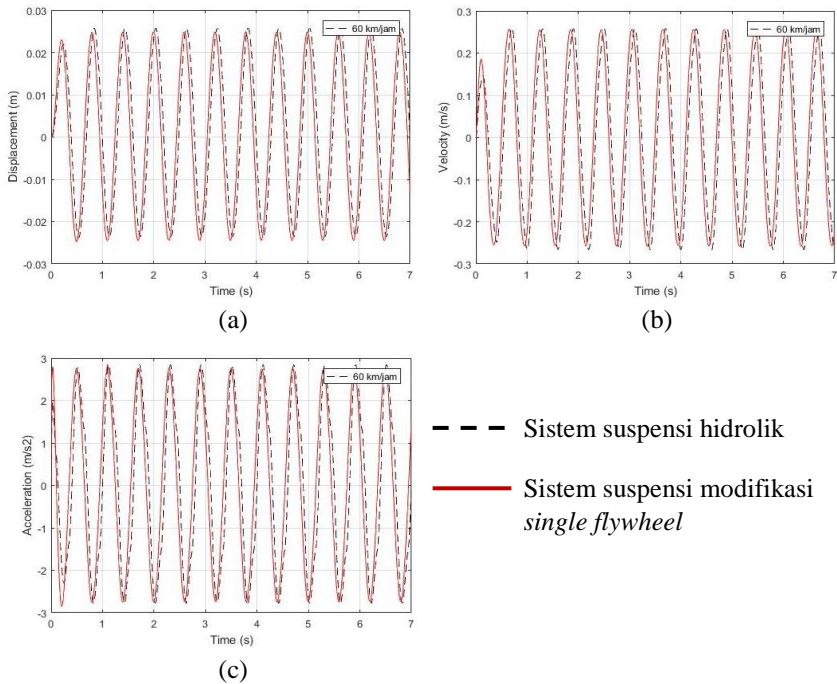 0.03
0.02
0.01
0
-0.01
-0.02
-0.03
Displacement (m)
60 km/jam
0 1 2 3 4 5 6 7
Time (s)
(a)
0.3
0.2
0.1
0
-0.1
-0.2
-0.3
Velocity (m/s)
60 km/jam
0 1 2 3 4 5 6 7
Time (s)
(b)
3
2
1
0
-1
-2
-3
Acceleration (m/s2)
60 km/jam
0 1 2 3 4 5 6 7
Time (s)
(c)
Sistem suspensi hidrolik
Sistem suspensi modifikasi
single flywheel